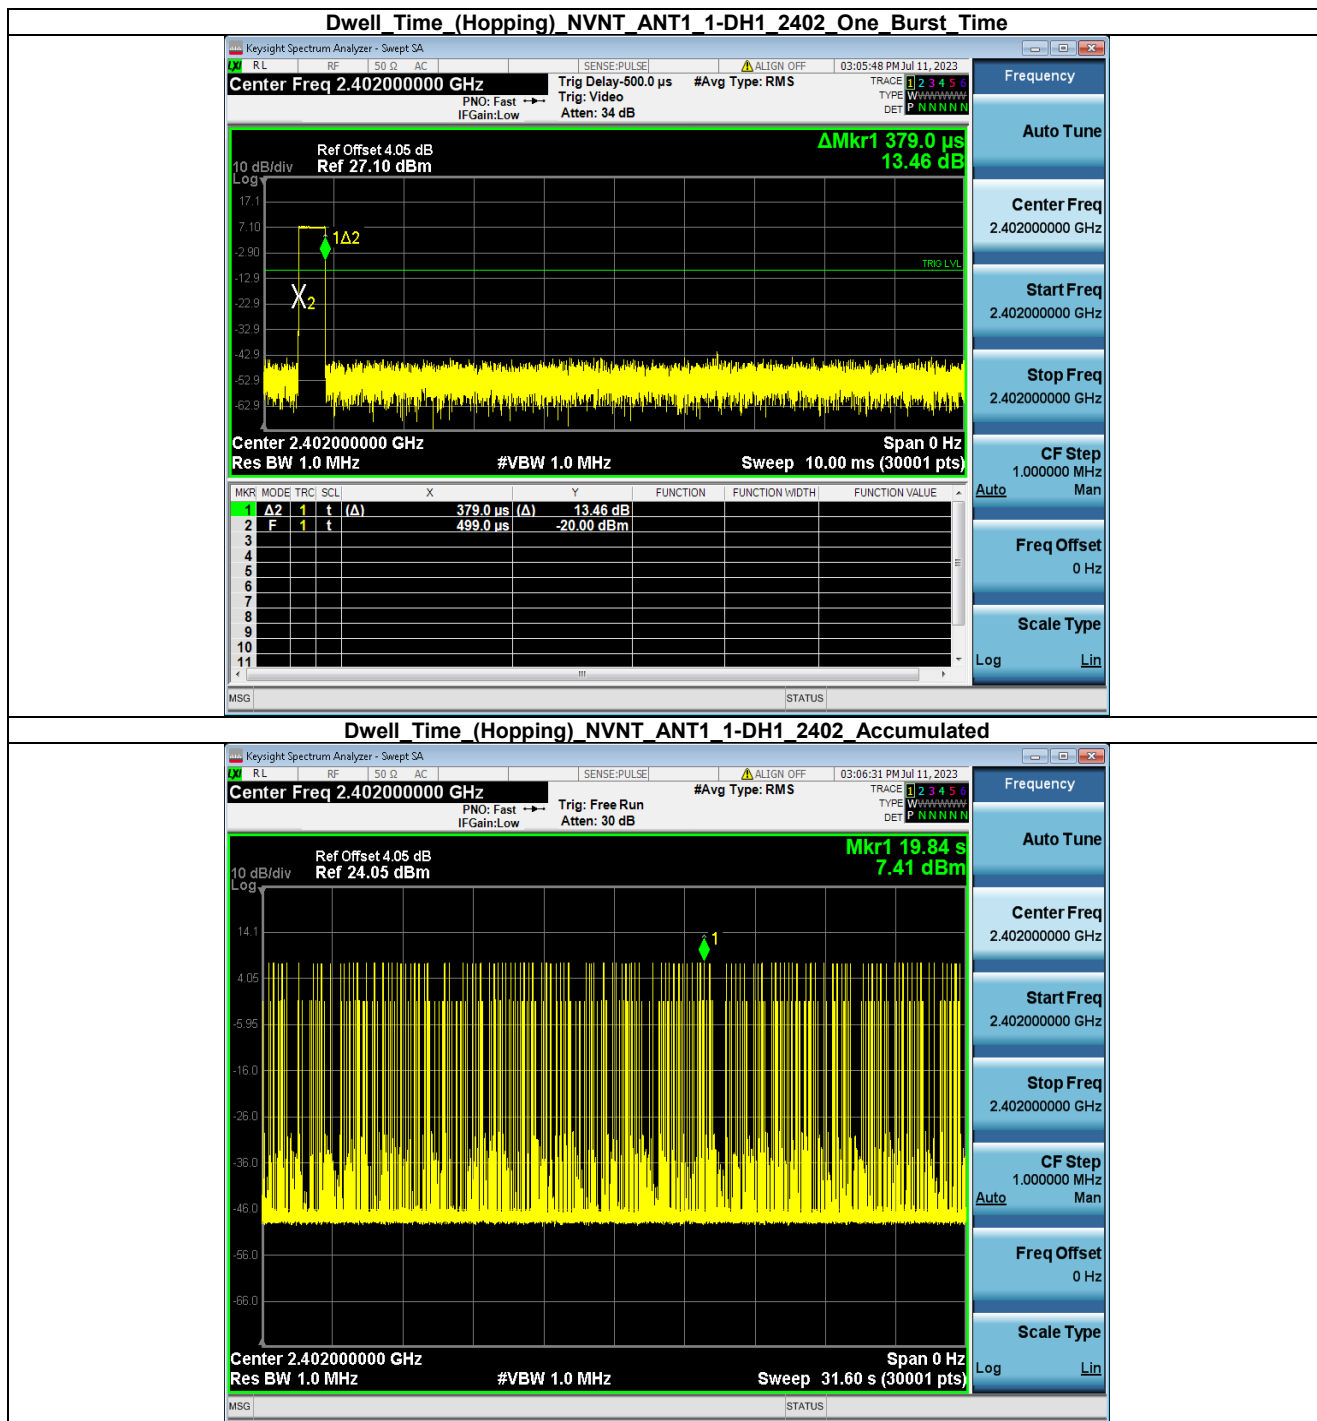 Dwell_Time_(Hopping)_NVNT_ANT1_1-DH1_2402_One_Burst_Time
Keysight Spectrum Analyzer - Swept SA
LXI RL RF 50 Ω AC SENSE:PULSE ALIGN OFF 03:05:48 PM Jul 11, 2023
Center Freq 2.402000000 GHz
PNO: Fast
IFGain:Low
Trig Delay-500.0 µs
Trig: Video
Atten: 34 dB
#Avg Type: RMS
TRACE 1 2 3 4 5 6
TYPE WWWWWW
DET P N N N N N
ΔMkr1 379.0 µs
13.46 dB
Ref Offset 4.05 dB
10 dB/div Ref 27.10 dBm
Log
17.1
7.10
-2.90
-12.9
-22.9
-32.9
-42.9
-52.9
-62.9
1Δ2
X2
TRIG LVL
Center 2.402000000 GHz Span 0 Hz
Res BW 1.0 MHz #VBW 1.0 MHz Sweep 10.00 ms (30001 pts)
MKR MODE TRC SCL X Y FUNCTION FUNCTION WIDTH FUNCTION VALUE
1 Δ2 1 t (Δ) 379.0 µs (Δ) 13.46 dB
2 F 1 t 499.0 µs -20.00 dBm
3
4
5
6
7
8
9
10
11
MSG STATUS
Frequency
Auto Tune
Center Freq
2.402000000 GHz
Start Freq
2.402000000 GHz
Stop Freq
2.402000000 GHz
CF Step
1.000000 MHz
Auto Man
Freq Offset
0 Hz
Scale Type
Log Lin
Dwell_Time_(Hopping)_NVNT_ANT1_1-DH1_2402_Accumulated
Keysight Spectrum Analyzer - Swept SA
LXI RL RF 50 Ω AC SENSE:PULSE ALIGN OFF 03:06:31 PM Jul 11, 2023
Center Freq 2.402000000 GHz
PNO: Fast
IFGain:Low
Trig: Free Run
Atten: 30 dB
#Avg Type: RMS
TRACE 1 2 3 4 5 6
TYPE WWWWWW
DET P N N N N N
Mkr1 19.84 s
7.41 dBm
Ref Offset 4.05 dB
10 dB/div Ref 24.05 dBm
Log
14.1
4.05
-5.95
-16.0
-26.0
-36.0
-46.0
-56.0
-66.0
1
Center 2.402000000 GHz Span 0 Hz
Res BW 1.0 MHz #VBW 1.0 MHz Sweep 31.60 s (30001 pts)
MSG STATUS
Frequency
Auto Tune
Center Freq
2.402000000 GHz
Start Freq
2.402000000 GHz
Stop Freq
2.402000000 GHz
CF Step
1.000000 MHz
Auto Man
Freq Offset
0 Hz
Scale Type
Log Lin